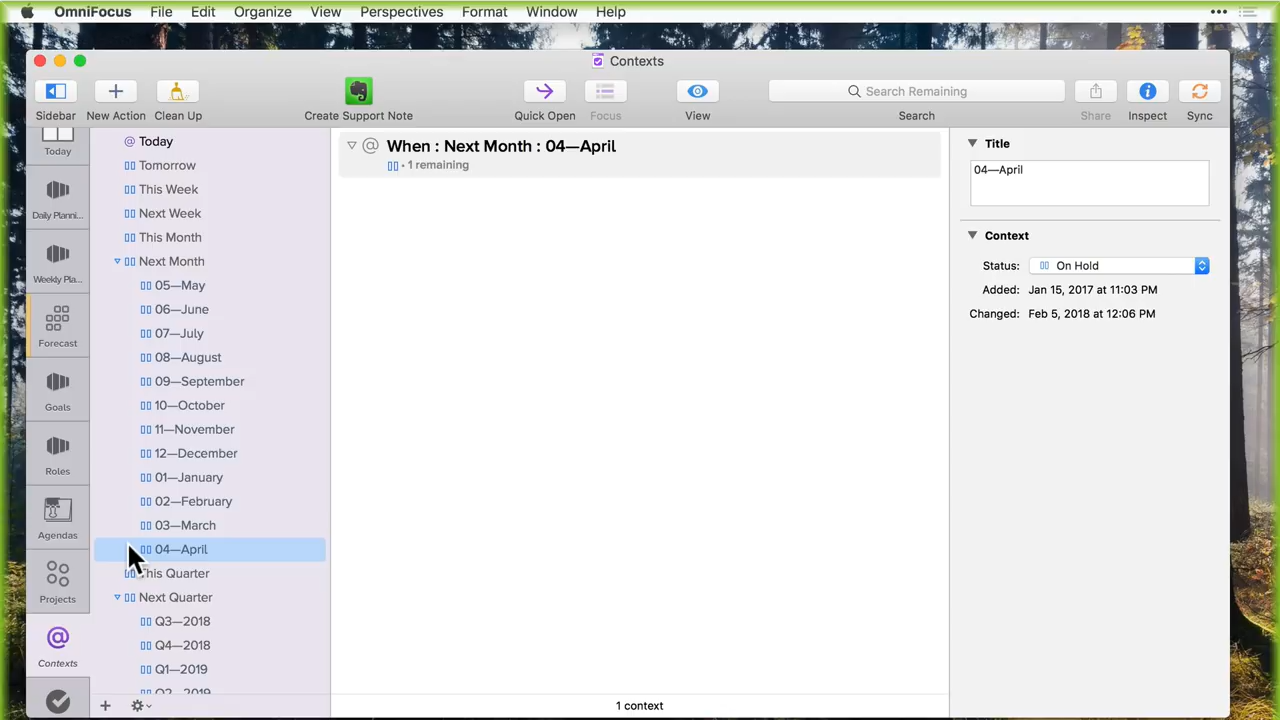 OmniFocus File Edit Organize View Perspectives Format Window Help
Contexts
Sidebar New Action Clean Up Create Support Note Quick Open Focus View Search Remaining Search Share Inspect Sync
Today
Daily Planni...
Weekly Pla...
Forecast
Goals
Roles
Agendas
Projects
@
Contexts
@ Today
Tomorrow
This Week
Next Week
This Month
Next Month
05—May
06—June
07—July
08—August
09—September
10—October
11—November
12—December
01—January
02—February
03—March
04—April
This Quarter
Next Quarter
Q3—2018
Q4—2018
Q1—2019
Q2—2019
@ When : Next Month : 04—April
• 1 remaining
1 context
Title
04—April
Context
Status: On Hold
Added: Jan 15, 2017 at 11:03 PM
Changed: Feb 5, 2018 at 12:06 PM